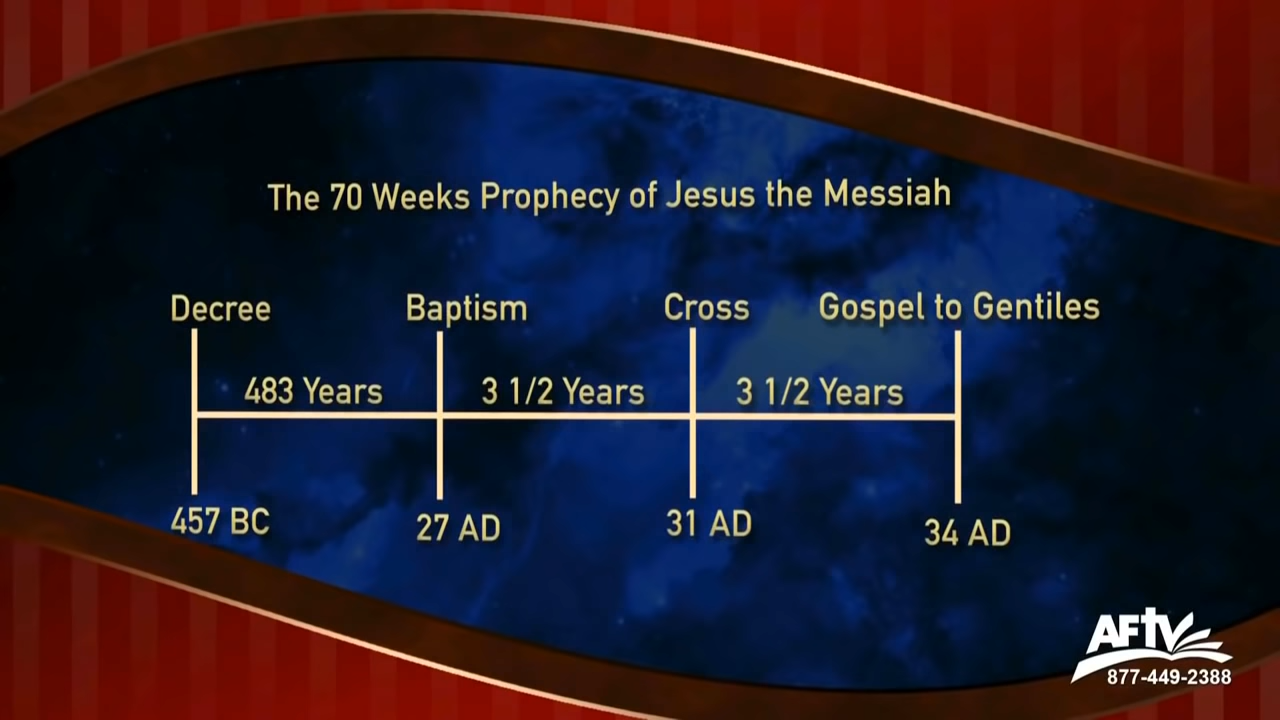 The 70 Weeks Prophecy of Jesus the Messiah
Decree Baptism Cross Gospel to Gentiles
483 Years 3 1/2 Years 3 1/2 Years
457 BC 27 AD 31 AD 34 AD
AFTV
877-449-2388